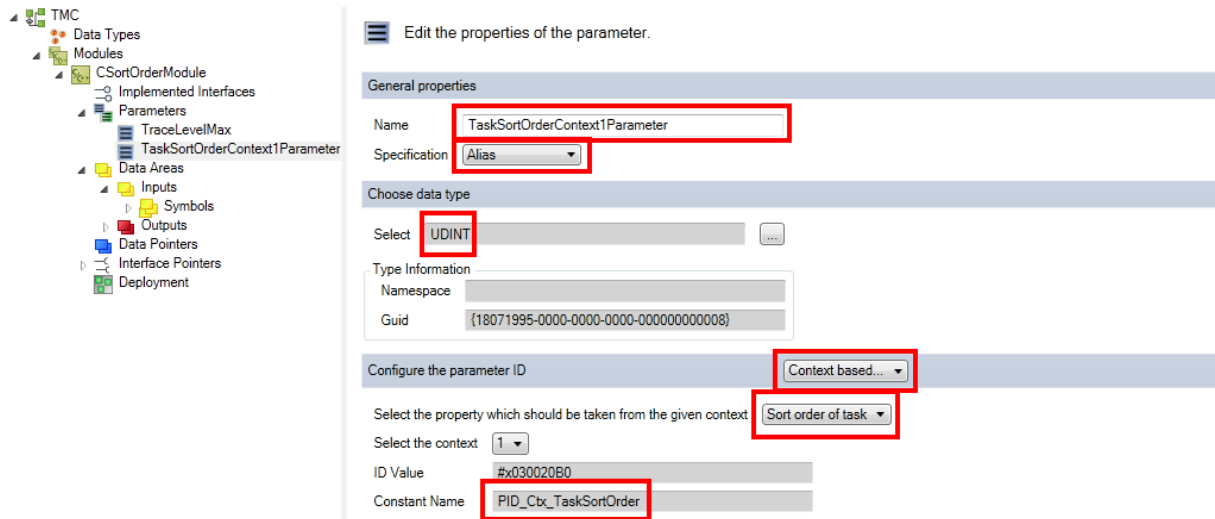 TMC
Data Types
Modules
CSortOrderModule
Implemented Interfaces
Parameters
TraceLevelMax
TaskSortOrderContext1Parameter
Data Areas
Inputs
Symbols
Outputs
Data Pointers
Interface Pointers
Deployment
Edit the properties of the parameter.
General properties
Name TaskSortOrderContext1Parameter
Specification Alias
Choose data type
Select UDINT ...
Type Information
Namespace
Guid {18071995-0000-0000-0000-000000000008}
Configure the parameter ID Context based...
Select the property which should be taken from the given context Sort order of task
Select the context 1
ID Value #x030020B0
Constant Name PID_Ctx_TaskSortOrder